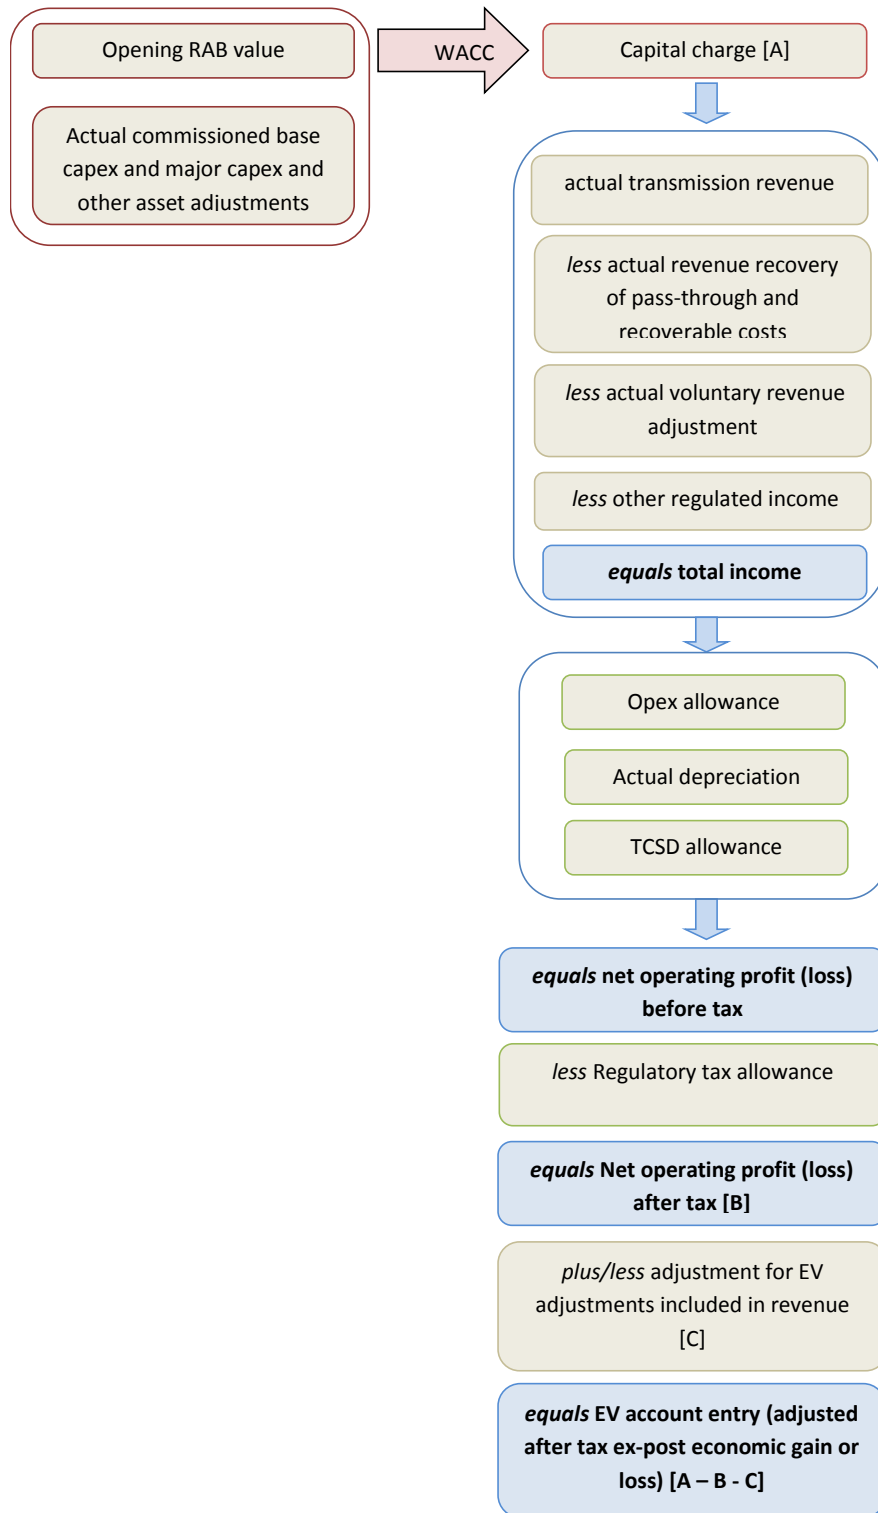 Opening RAB value
WACC
Capital charge [A]
Actual commissioned base
capex and major capex and
other asset adjustments
actual transmission revenue
less actual revenue recovery
of pass-through and
recoverable costs
less actual voluntary revenue
adjustment
less other regulated income
equals total income
Opex allowance
Actual depreciation
TCSD allowance
equals net operating profit (loss)
before tax
less Regulatory tax allowance
equals Net operating profit (loss)
after tax [B]
plus/less adjustment for EV
adjustments included in revenue
[C]
equals EV account entry (adjusted
after tax ex-post economic gain or
loss) [A – B - C]